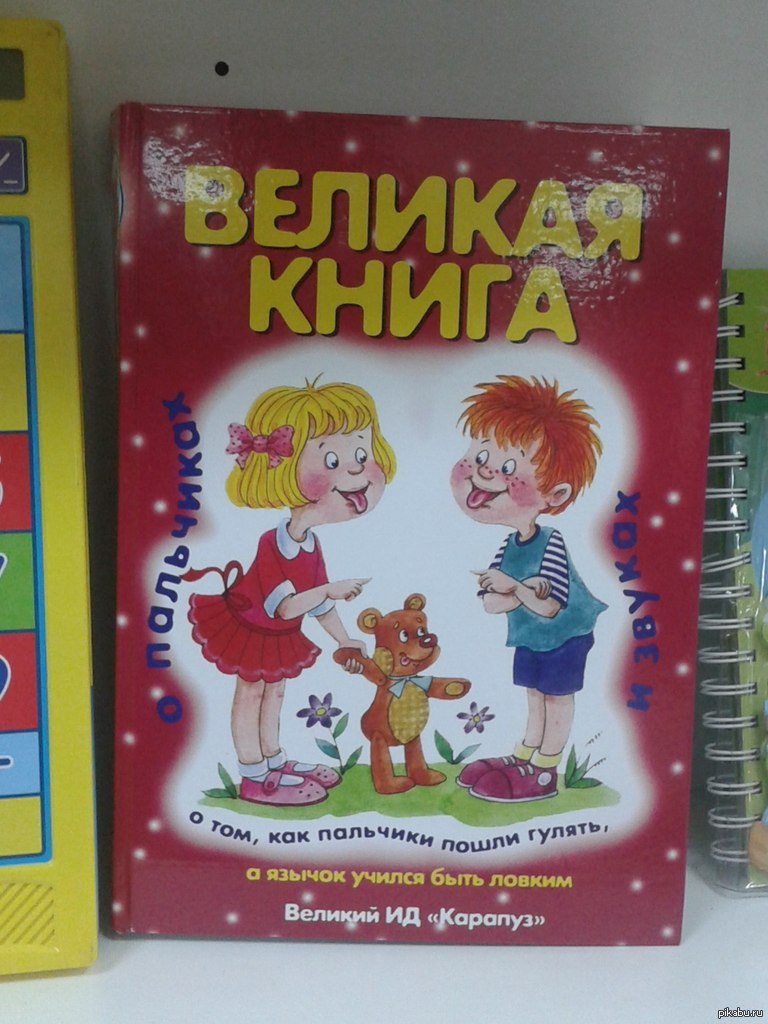 ВЕЛИКАЯ
КНИГА
о пальчиках
и звуках
о том, как пальчики пошли гулять,
а язычок учился быть ловким
Великий ИД «Карапуз»
pikabu.ru